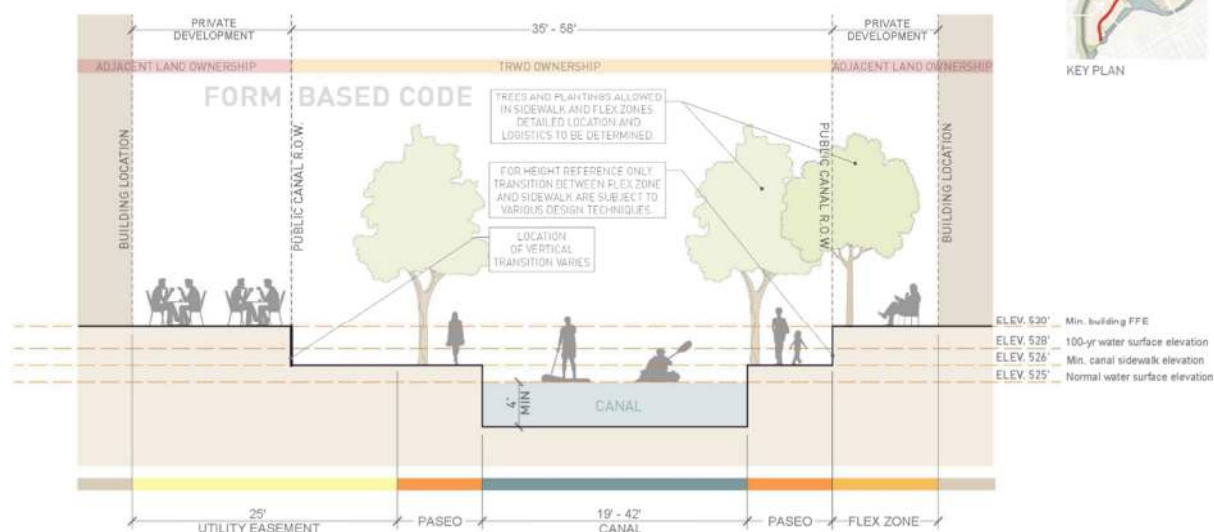 PRIVATE
DEVELOPMENT
35' - 58'
PRIVATE
DEVELOPMENT
KEY PLAN
ADJACENT LAND OWNERSHIP
TRWD OWNERSHIP
ADJACENT LAND OWNERSHIP
FORM BASED CODE
TREES AND PLANTINGS ALLOWED
IN SIDEWALK AND FLEX ZONES.
DETAILED LOCATION AND
LOGISTICS TO BE DETERMINED.
FOR HEIGHT REFERENCE ONLY.
TRANSITION BETWEEN FLEX ZONE
AND SIDEWALK ARE SUBJECT TO
VARIOUS DESIGN TECHNIQUES.
LOCATION
OF VERTICAL
TRANSITION VARIES
BUILDING LOCATION
PUBLIC CANAL R.O.W.
PUBLIC CANAL R.O.W.
BUILDING LOCATION
ELEV. 530' Min. building FFE
ELEV. 528' 100-yr water surface elevation
ELEV. 526' Min. canal sidewalk elevation
ELEV. 525' Normal water surface elevation
4'
MIN
CANAL
25'
UTILITY EASEMENT
PASEO
19' - 42'
CANAL
PASEO
FLEX ZONE